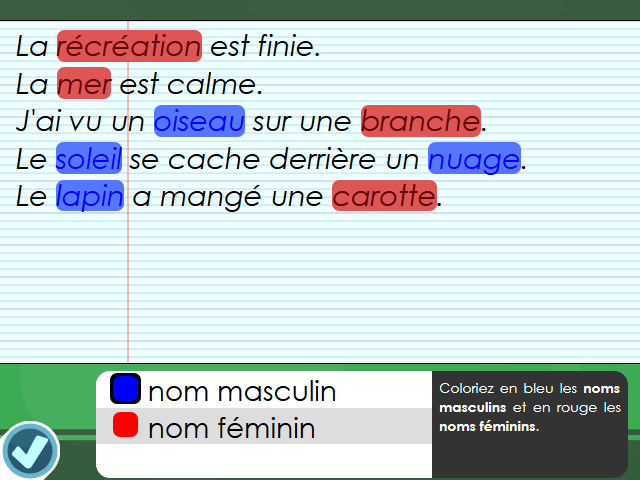 La récréation est finie.
La mer est calme.
J'ai vu un oiseau sur une branche.
Le soleil se cache derrière un nuage.
Le lapin a mangé une carotte.
nom masculin
nom féminin
Coloriez en bleu les noms
masculins et en rouge les
noms féminins.